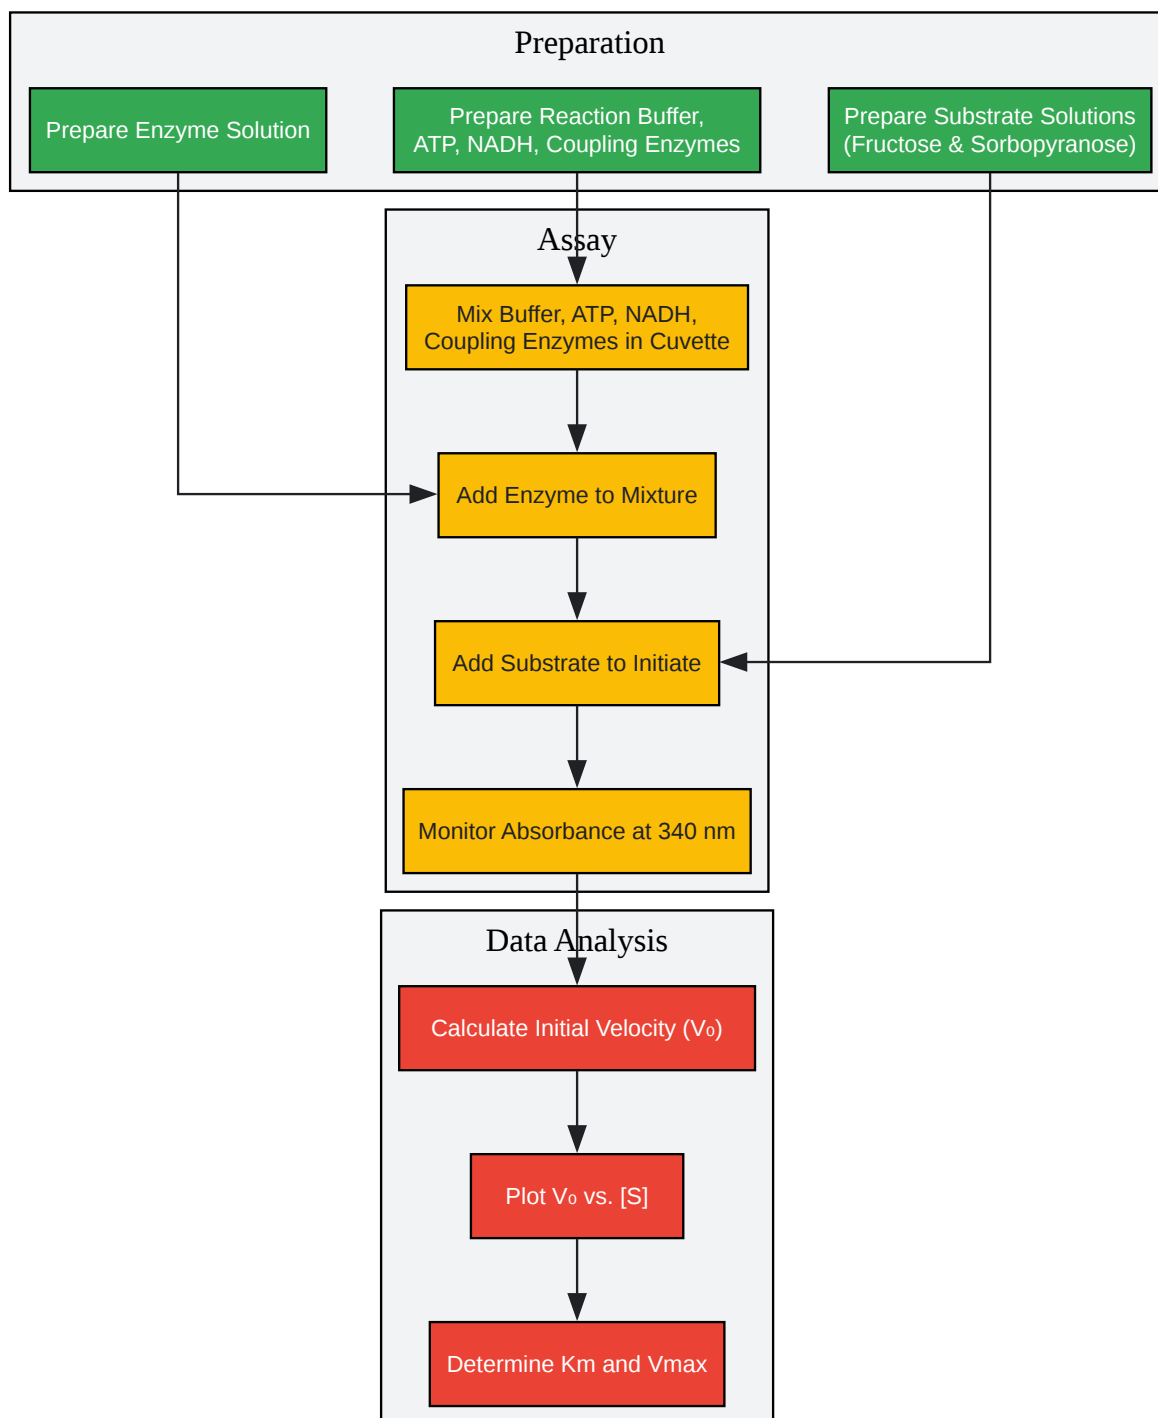 Preparation
Prepare Enzyme Solution
Prepare Reaction Buffer,
ATP, NADH, Coupling Enzymes
Prepare Substrate Solutions
(Fructose & Sorbopyranose)
Assay
Mix Buffer, ATP, NADH,
Coupling Enzymes in Cuvette
Add Enzyme to Mixture
Add Substrate to Initiate
Monitor Absorbance at 340 nm
Data Analysis
Calculate Initial Velocity (V₀)
Plot V₀ vs. [S]
Determine Km and Vmax